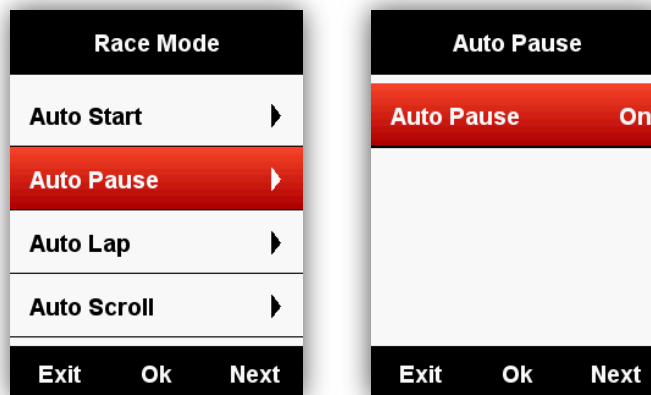 Race Mode
Auto Start
Auto Pause
Auto Lap
Auto Scroll
Exit Ok Next
Auto Pause
Auto Pause On
Exit Ok Next